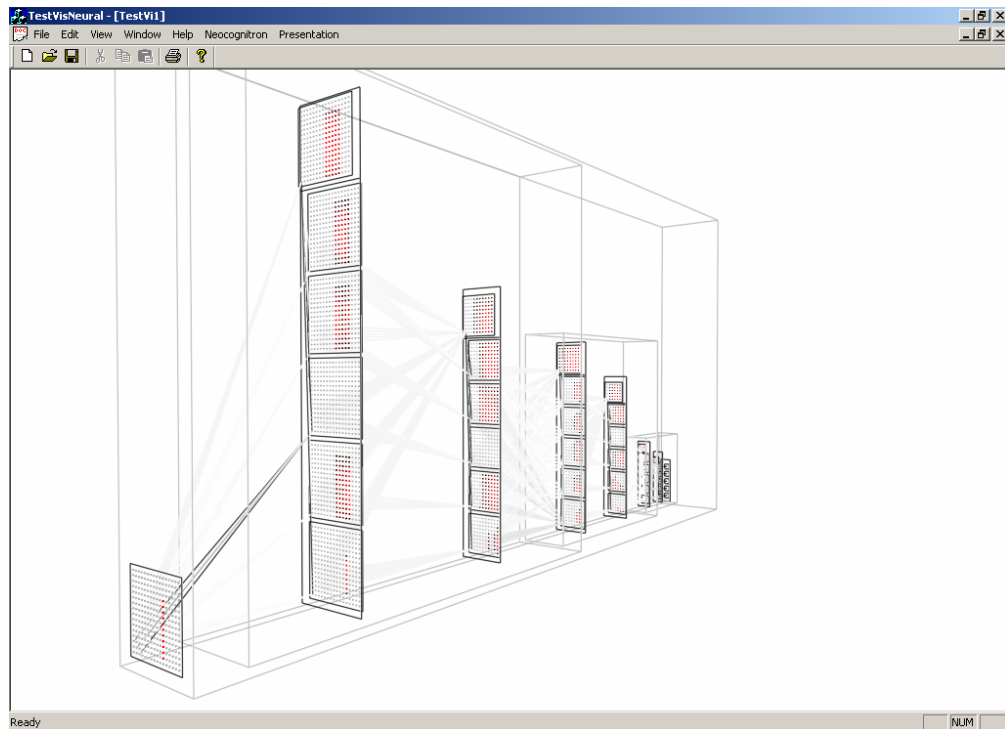 TestVisNeural - [TestVi1]
File Edit View Window Help Neocognitron Presentation
Ready
NUM